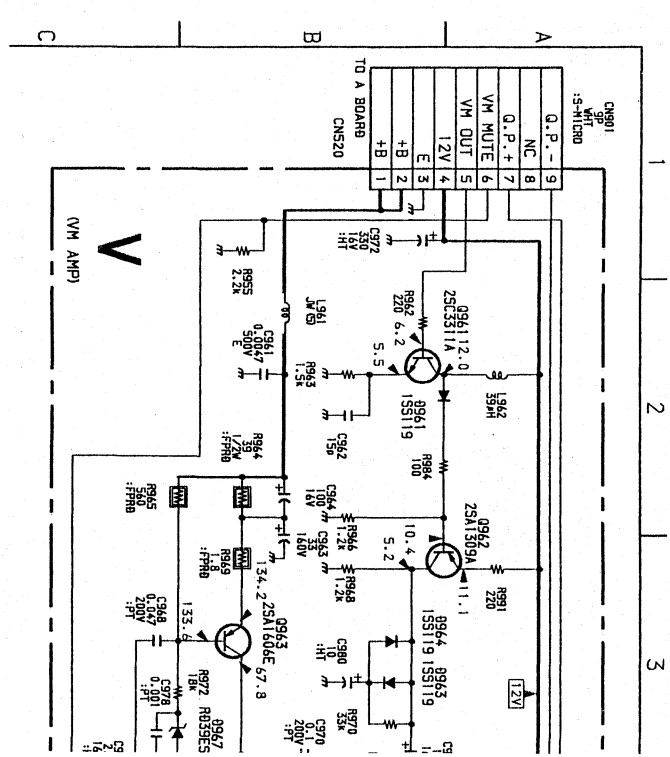 C
B
A
1
2
3
CN901
9P
WHT
:S-MICRO
TO A BOARD
CN520
+B 1
+B 2
E 3
12V 4
VM OUT 5
VM MUTE 6
Q.P.+ 7
NC 8
Q.P.- 9
V
(VM AMP)
R955
2.2k
C972
330
16V
:HT
L961
JW(5)
C961
0.0047
500V
E
R962
220
6.2
Q961
2SC3311A
12.0
5.5
R963
1.5k
L962
39µH
D961
1SS119
C962
15p
R964
39
1/2W
:FPRD
R984
100
R965
560
:FPRD
C964
100
16V
C963
33
160V
R966
1.2k
R968
1.2k
Q962
2SA1309A
10.4
5.2
11.1
R991
220
R969
1.8
:FPRD
134.2
Q963
2SA1606E
67.8
133.6
C968
0.047
200V
:PT
D964
1SS119
D963
1SS119
C980
10
:HT
R972
18k
C978
0.001
:PT
R970
33k
C970
0.1
200V
:PT
D967
RD39ES
12V